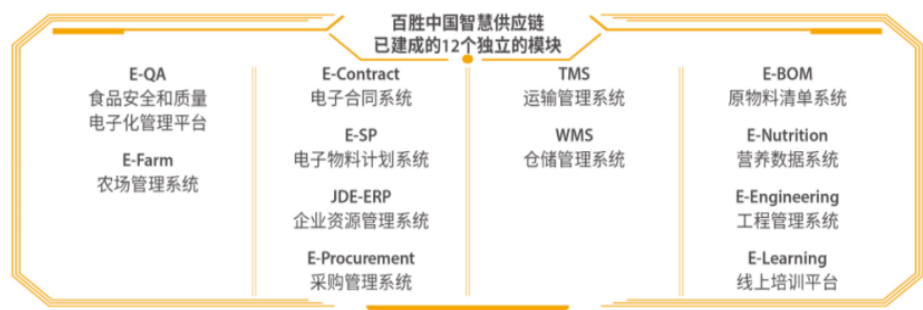 百胜中国智慧供应链
已建成的12个独立的模块
E-QA
食品安全和质量
电子化管理平台
E-Farm
农场管理系统
E-Contract
电子合同系统
E-SP
电子物料计划系统
JDE-ERP
企业资源管理系统
E-Procurement
采购管理系统
TMS
运输管理系统
WMS
仓储管理系统
E-BOM
原物料清单系统
E-Nutrition
营养数据系统
E-Engineering
工程管理系统
E-Learning
线上培训平台